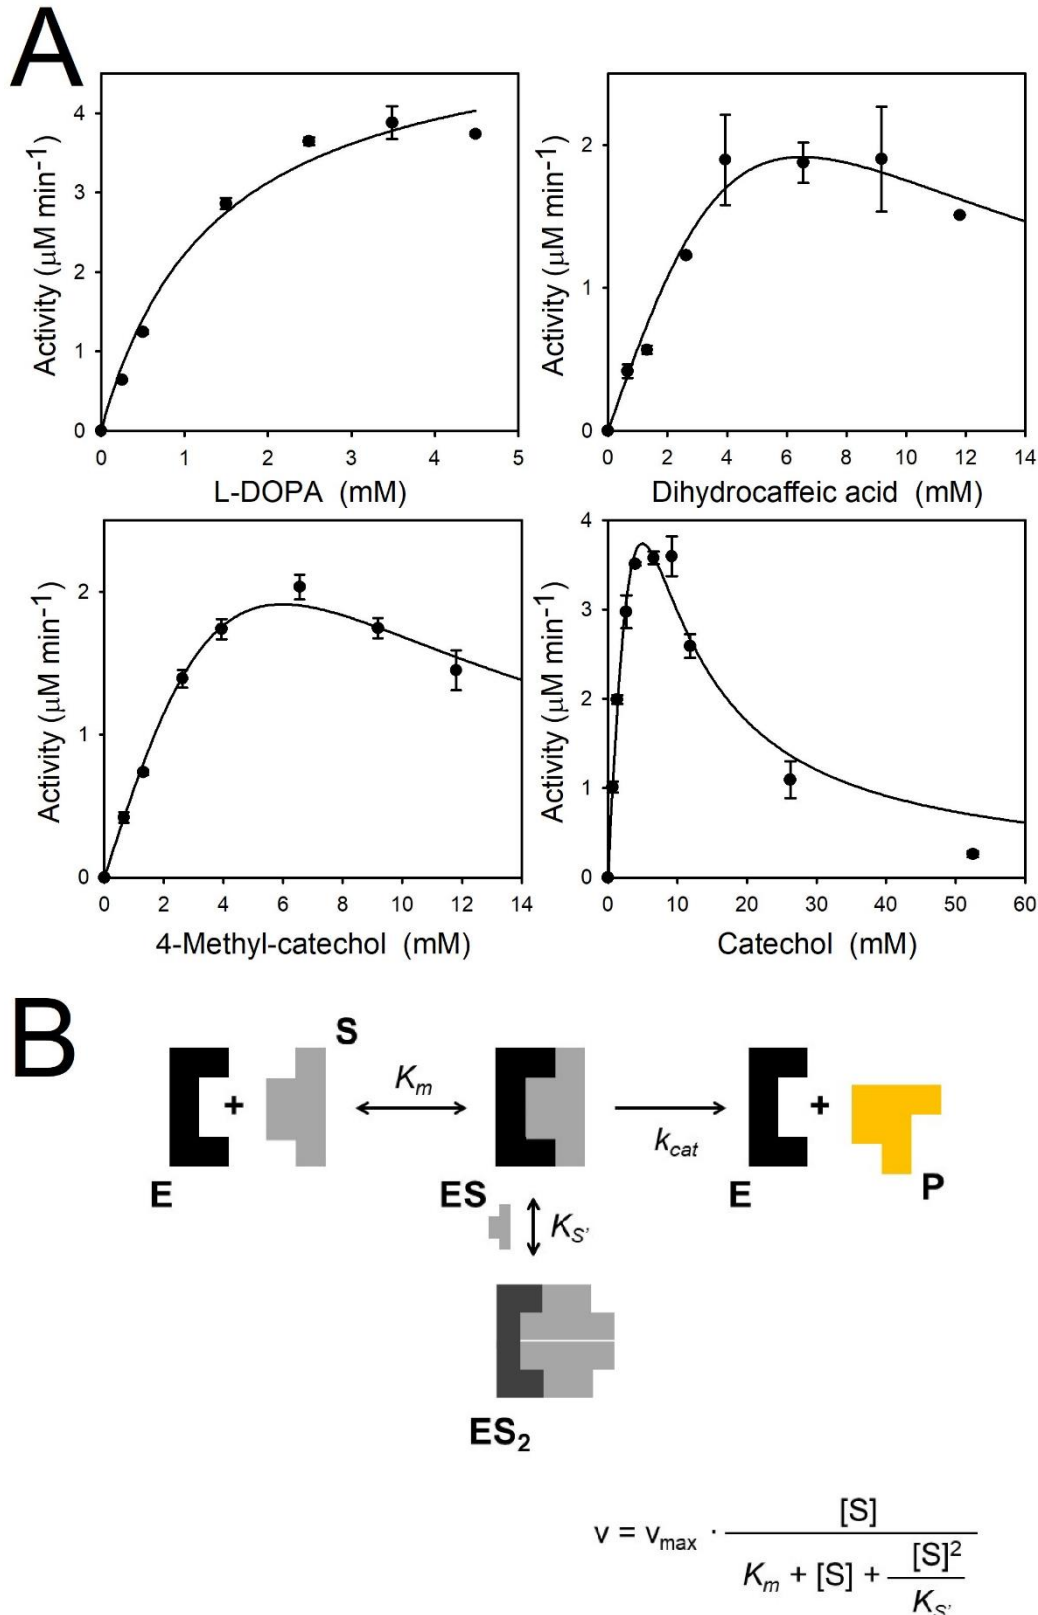 A
Activity (μM min-1)
4
3
2
1
0
0 1 2 3 4 5
L-DOPA (mM)
Activity (μM min-1)
2
1
0
0 2 4 6 8 10 12 14
Dihydrocaffeic acid (mM)
Activity (μM min-1)
2
1
0
0 2 4 6 8 10 12 14
4-Methyl-catechol (mM)
Activity (μM min-1)
4
3
2
1
0
0 10 20 30 40 50 60
Catechol (mM)
B
S
+ Km kcat +
E ES E P
KS'
ES2
v = vmax · [S]
Km + [S] + [S]2
KS'